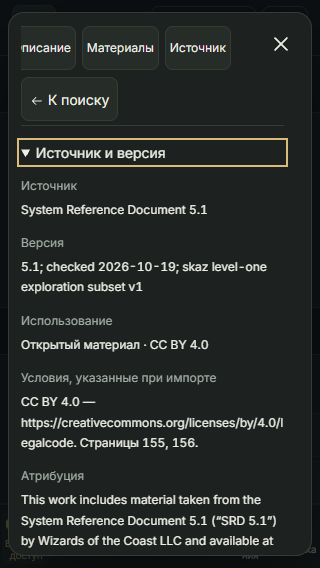 писание
Материалы
Источник
← К поиску
▼ Источник и версия
Источник
System Reference Document 5.1
Версия
5.1; checked 2026-10-19; skaz level-one
exploration subset v1
Использование
Открытый материал · CC BY 4.0
Условия, указанные при импорте
CC BY 4.0 —
https://creativecommons.org/licenses/by/4.0/l
egalcode. Страницы 155, 156.
Атрибуция
This work includes material taken from the
System Reference Document 5.1 (“SRD 5.1”)
by Wizards of the Coast LLC and available at